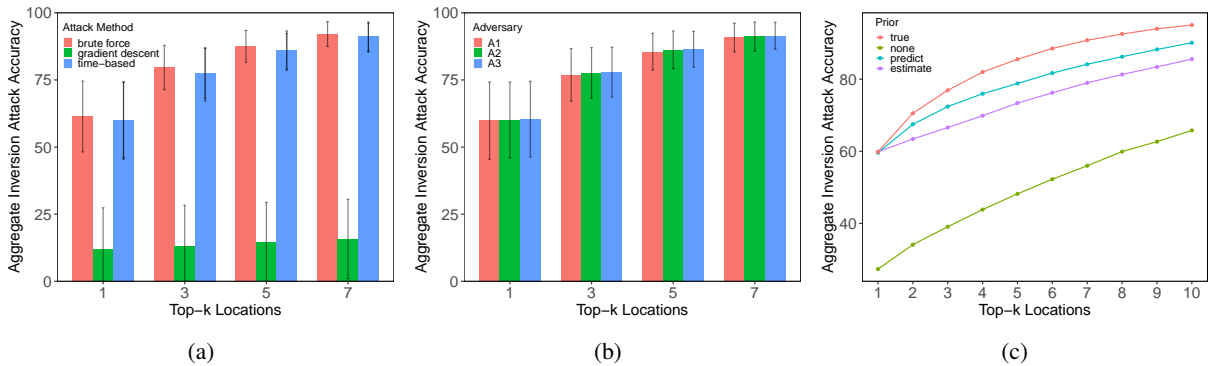 Aggregate Inversion Attack Accuracy
100
75
50
25
0
Attack Method
brute force
gradient descent
time-based
1 3 5 7
Top-k Locations
(a)
Aggregate Inversion Attack Accuracy
100
75
50
25
0
Adversary
A1
A2
A3
1 3 5 7
Top-k Locations
(b)
Aggregate Inversion Attack Accuracy
80
60
40
Prior
true
none
predict
estimate
1 2 3 4 5 6 7 8 9 10
Top-k Locations
(c)